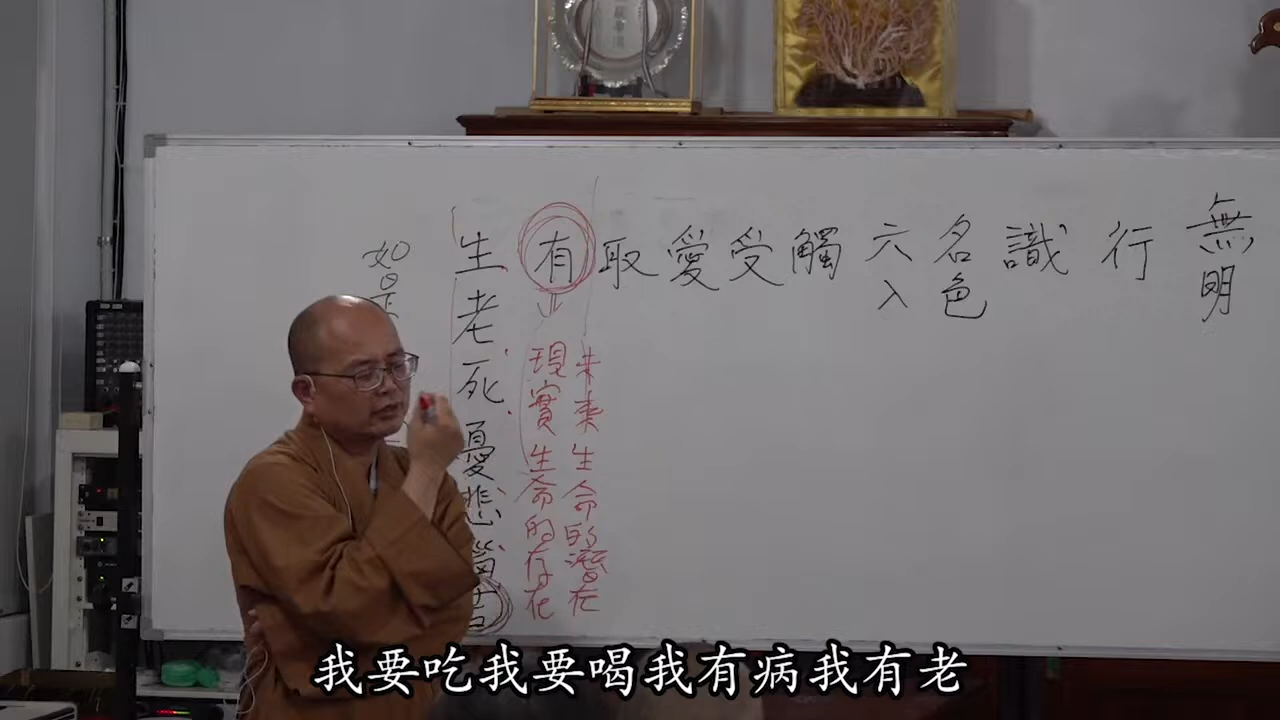 無明
行
識
名色
六入
觸
受
愛
取
有
未來生命的潛在
現實生命的存在
生老死憂悲惱苦
如是
我要吃我要喝我有病我有老